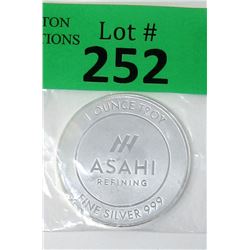 TON
TIONS
Lot #
252
1 OUNCE TROY
ASAHI
REFINING
FINE SILVER 999